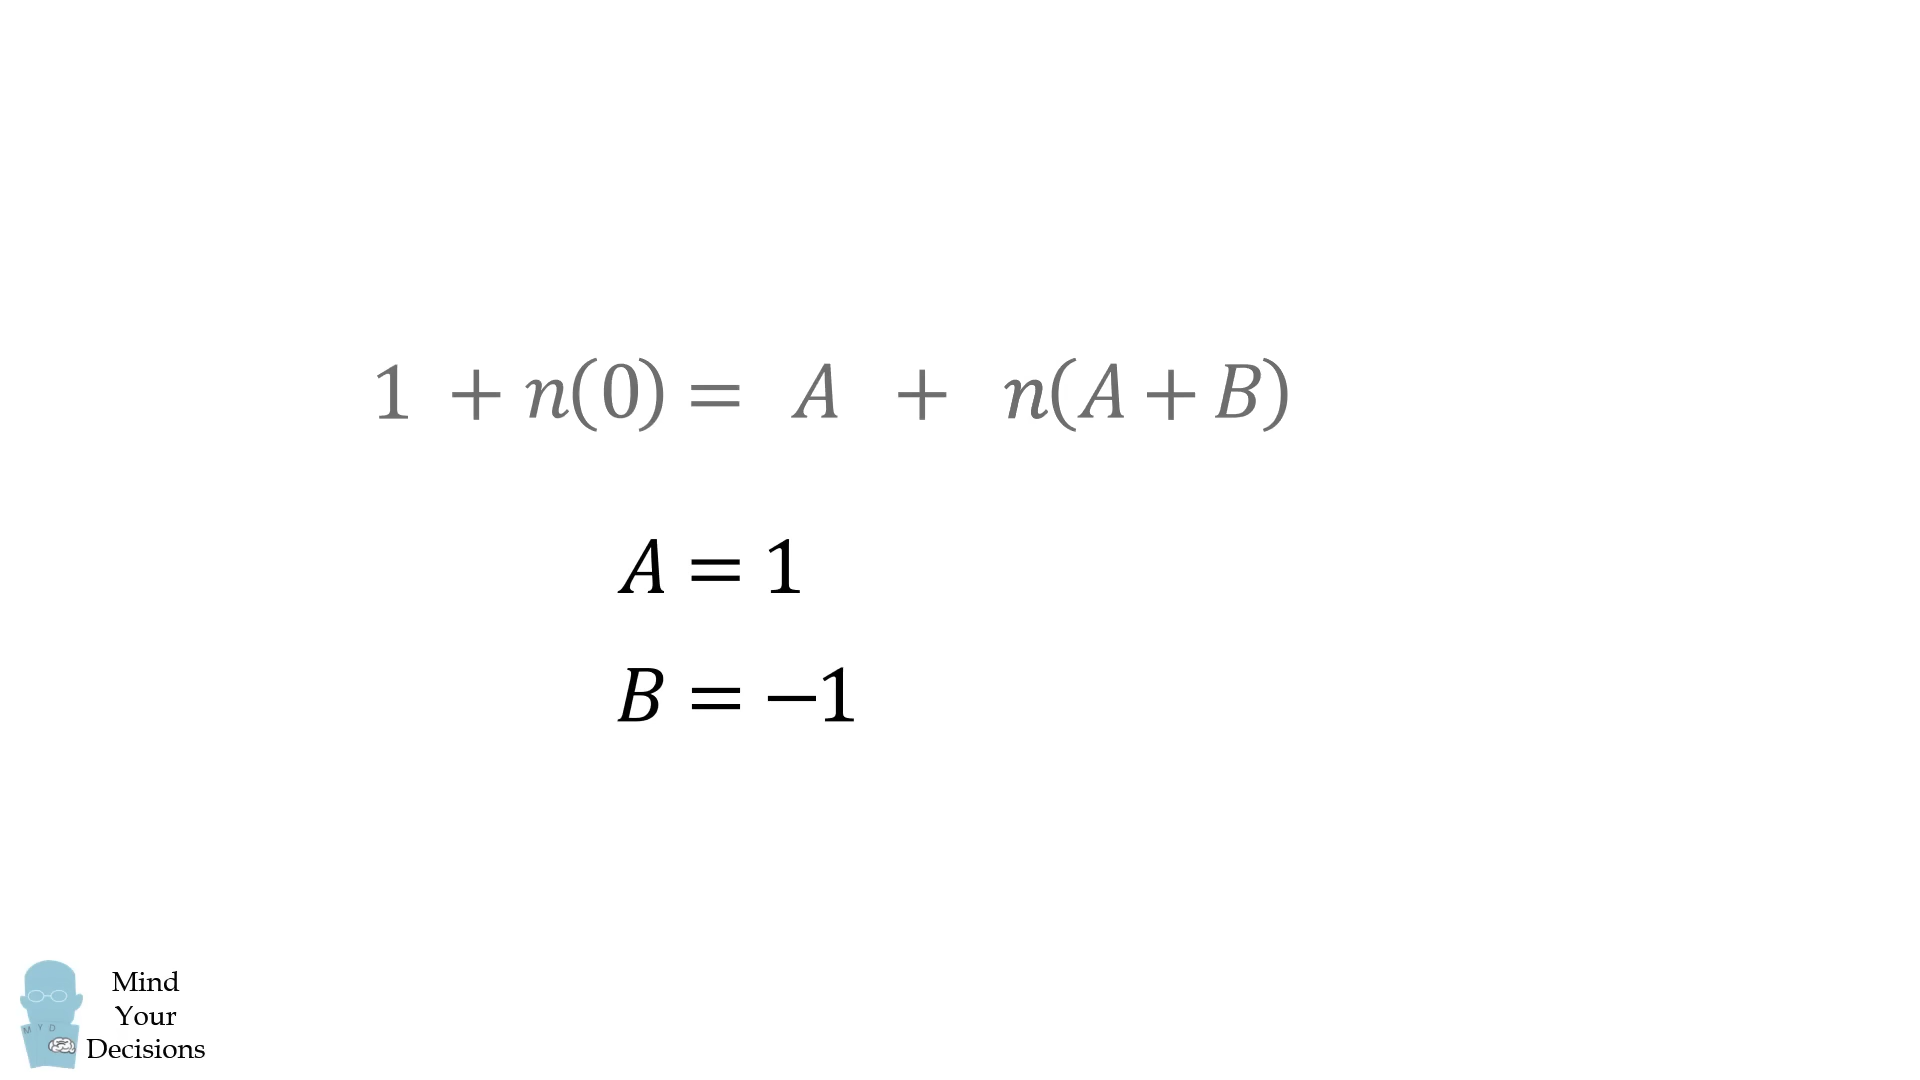 1 + n(0) = A + n(A + B)
A = 1
B = −1
Mind
Your
Decisions
M Y D